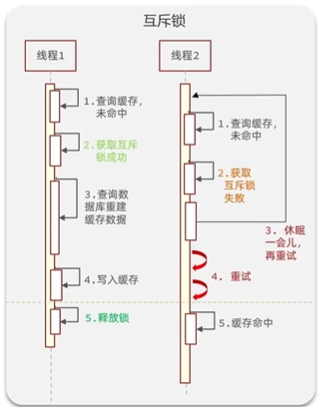 互斥锁
线程1
线程2
1.查询缓存，
未命中
2.获取互斥
锁成功
3.查询数
据库重建
缓存数据
4.写入缓存
5.释放锁
1.查询缓存，
未命中
2.获取
互斥锁
失败
3. 休眠
一会儿，
再重试
4. 重试
5.缓存命中